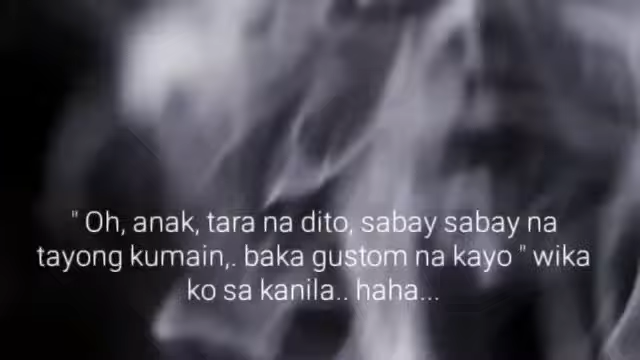 " Oh, anak, tara na dito, sabay sabay na
tayong kumain,. baka gustom na kayo " wika
ko sa kanila.. haha...